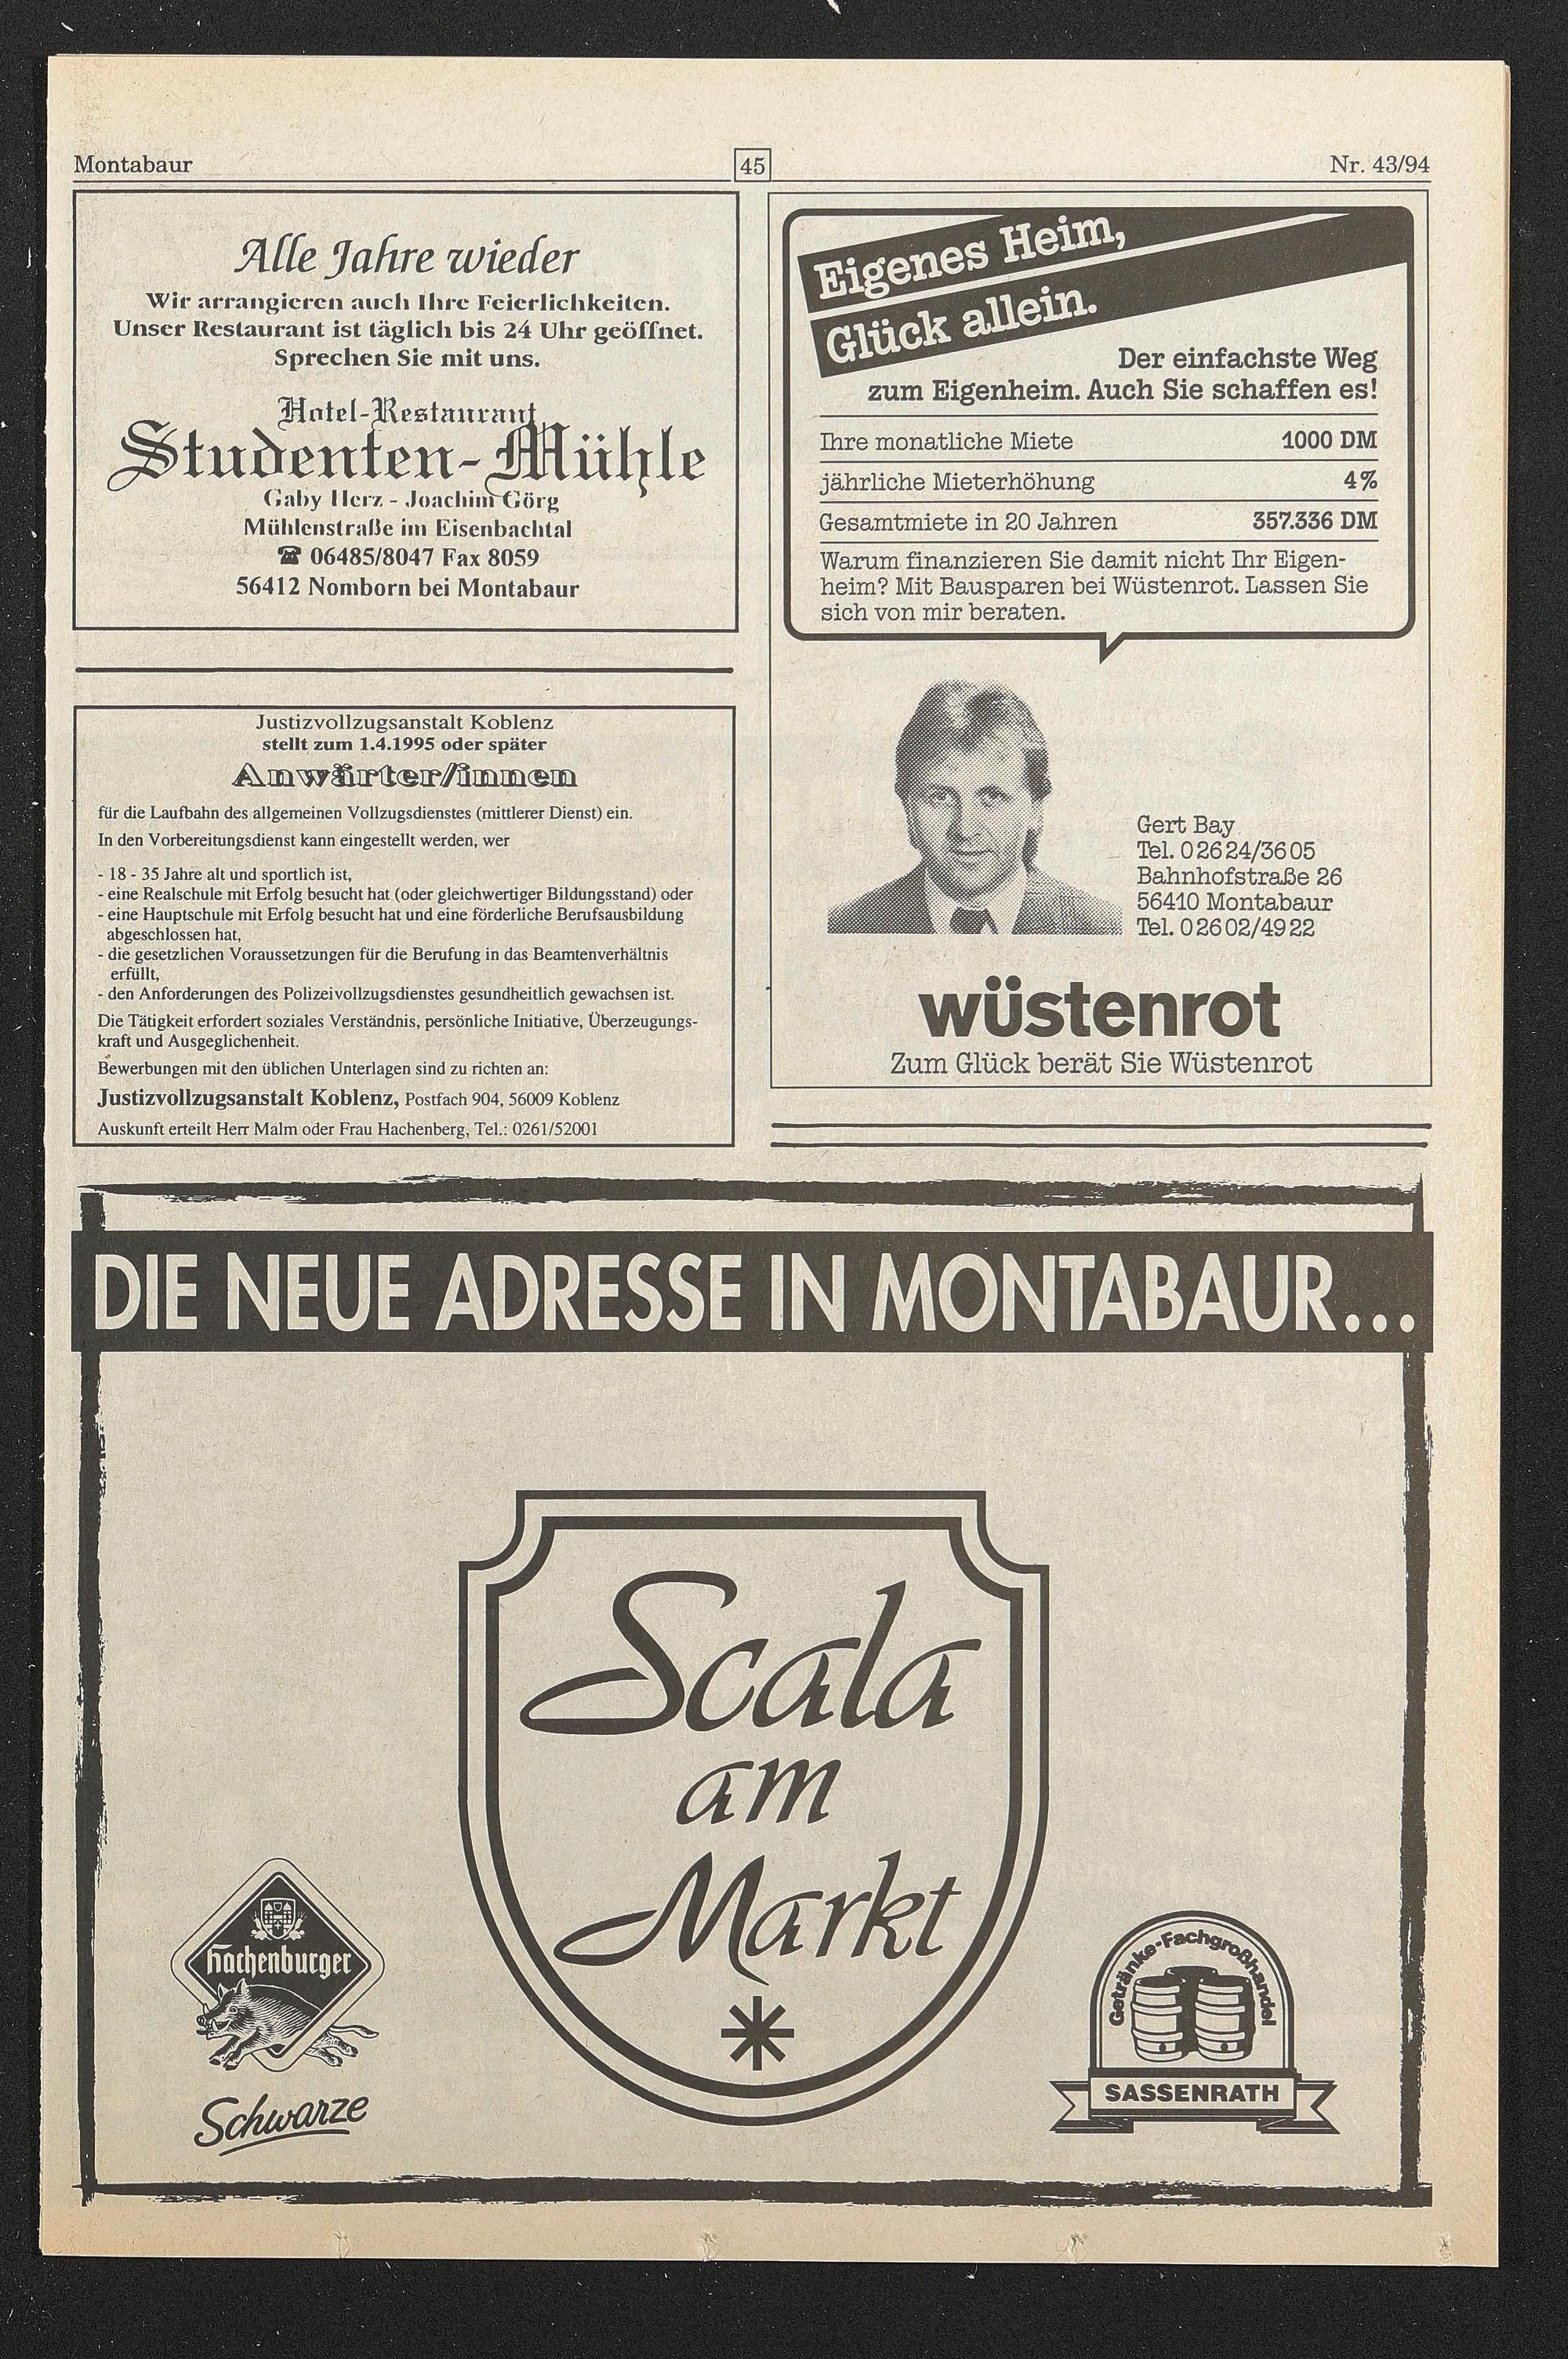 Montabaur
45
Nr. 43/94
Alle Jahre wieder
Wir arrangieren auch Ihre Feierlichkeiten.
Unser Restaurant ist täglich bis 24 Uhr geöffnet.
Sprechen Sie mit uns.
Hotel-Restaurant
Studenten-Mühle
Gaby Herz - Joachim Görg
Mühlenstraße im Eisenbachtal
☎ 06485/8047 Fax 8059
56412 Nomborn bei Montabaur
Justizvollzugsanstalt Koblenz
stellt zum 1.4.1995 oder später
Anwärter/innen
für die Laufbahn des allgemeinen Vollzugsdienstes (mittlerer Dienst) ein.
In den Vorbereitungsdienst kann eingestellt werden, wer
- 18 - 35 Jahre alt und sportlich ist,
- eine Realschule mit Erfolg besucht hat (oder gleichwertiger Bildungsstand) oder
- eine Hauptschule mit Erfolg besucht hat und eine förderliche Berufsausbildung
abgeschlossen hat,
- die gesetzlichen Voraussetzungen für die Berufung in das Beamtenverhältnis
erfüllt,
- den Anforderungen des Polizeivollzugsdienstes gesundheitlich gewachsen ist.
Die Tätigkeit erfordert soziales Verständnis, persönliche Initiative, Überzeugungs-
kraft und Ausgeglichenheit.
Bewerbungen mit den üblichen Unterlagen sind zu richten an:
Justizvollzugsanstalt Koblenz, Postfach 904, 56009 Koblenz
Auskunft erteilt Herr Malm oder Frau Hachenberg, Tel.: 0261/52001
Eigenes Heim,
Glück allein.
Der einfachste Weg
zum Eigenheim. Auch Sie schaffen es!
Ihre monatliche Miete 1000 DM
jährliche Mieterhöhung 4%
Gesamtmiete in 20 Jahren 357.336 DM
Warum finanzieren Sie damit nicht Ihr Eigen-
heim? Mit Bausparen bei Wüstenrot. Lassen Sie
sich von mir beraten.
Gert Bay
Tel. 02624/3605
Bahnhofstraße 26
56410 Montabaur
Tel. 02602/4922
wüstenrot
Zum Glück berät Sie Wüstenrot
DIE NEUE ADRESSE IN MONTABAUR...
Scala
am
Markt
Hachenburger
Schwarze
Getränke-Fachgroßhandel
SASSENRATH